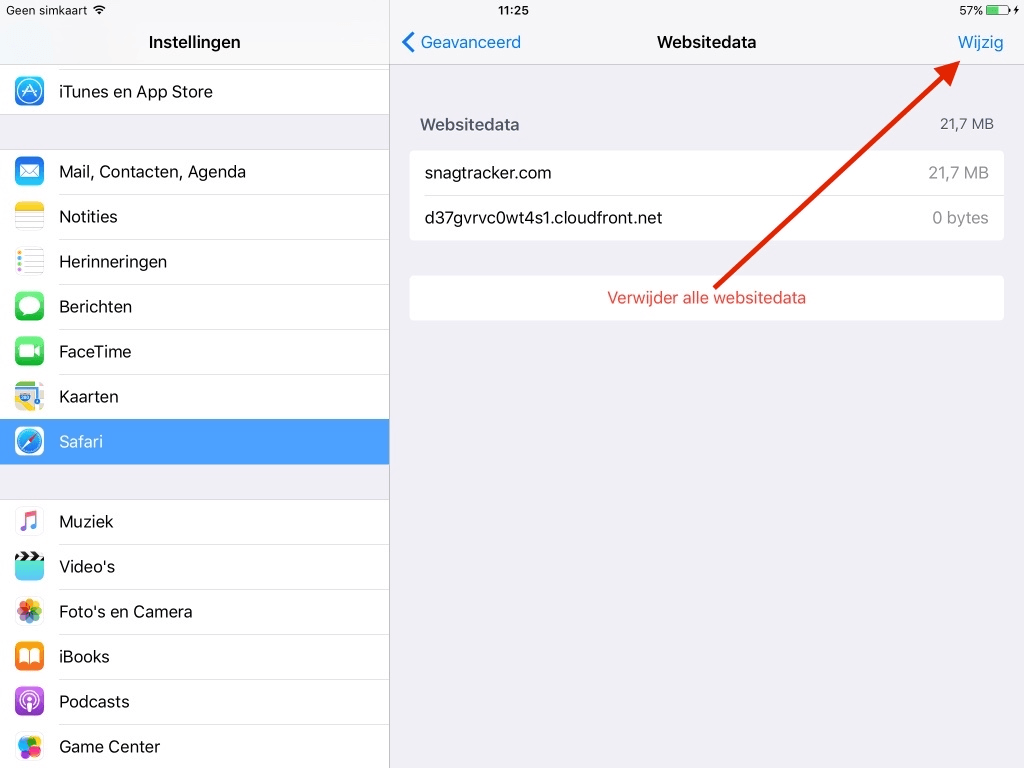 Geen simkaart 11:25 57%
Instellingen
Geavanceerd Websitedata Wijzig
iTunes en App Store
Mail, Contacten, Agenda
Notities
Herinneringen
Berichten
FaceTime
Kaarten
Safari
Muziek
Video's
Foto's en Camera
iBooks
Podcasts
Game Center
Websitedata 21,7 MB
snagtracker.com 21,7 MB
d37gvrvc0wt4s1.cloudfront.net 0 bytes
Verwijder alle websitedata